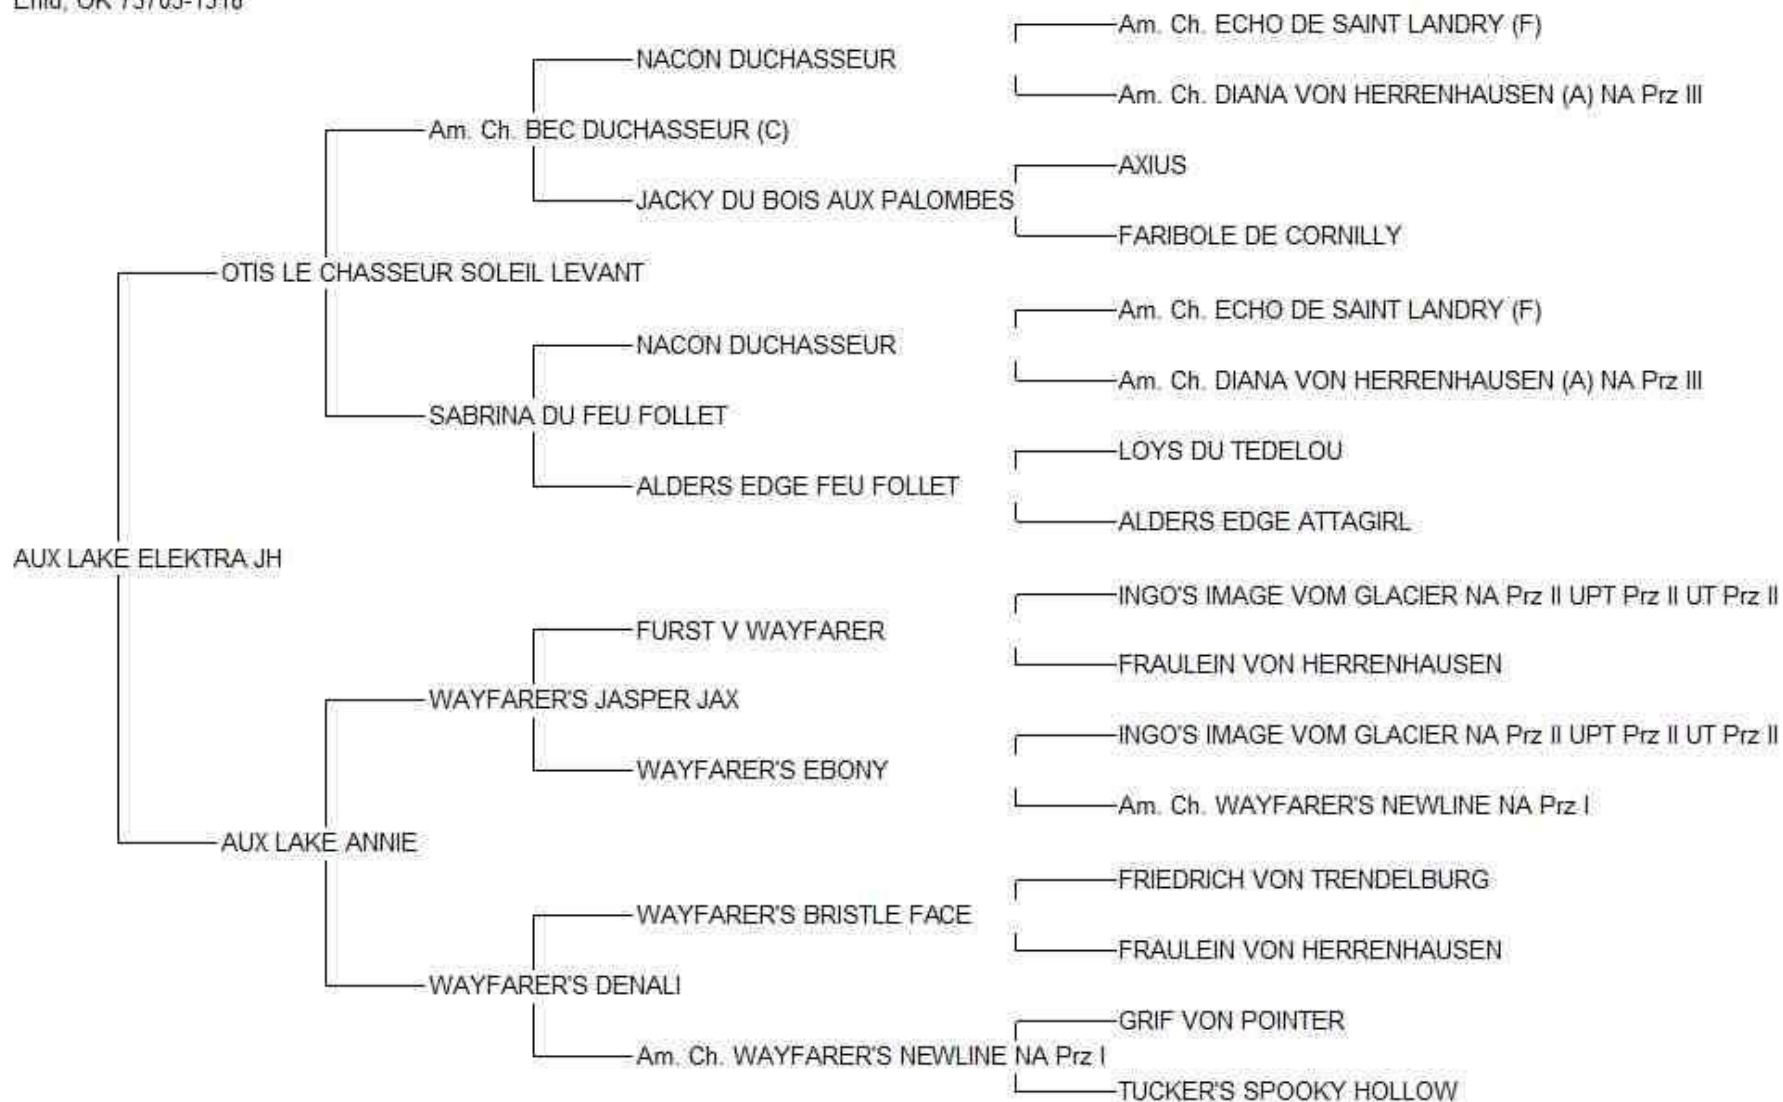 Enid, OK 73703-1518
Am. Ch. ECHO DE SAINT LANDRY (F)
NACON DUCHASSEUR
Am. Ch. DIANA VON HERRENHAUSEN (A) NA Prz III
Am. Ch. BEC DUCHASSEUR (C)
AXIUS
JACKY DU BOIS AUX PALOMBES
FARIBOLE DE CORNILLY
OTIS LE CHASSEUR SOLEIL LEVANT
Am. Ch. ECHO DE SAINT LANDRY (F)
NACON DUCHASSEUR
Am. Ch. DIANA VON HERRENHAUSEN (A) NA Prz III
SABRINA DU FEU FOLLET
LOYS DU TEDELOU
ALDERS EDGE FEU FOLLET
ALDERS EDGE ATTAGIRL
AUX LAKE ELEKTRA JH
INGO'S IMAGE VOM GLACIER NA Prz II UPT Prz II UT Prz II
FURST V WAYFARER
FRAULEIN VON HERRENHAUSEN
WAYFARER'S JASPER JAX
INGO'S IMAGE VOM GLACIER NA Prz II UPT Prz II UT Prz II
WAYFARER'S EBONY
Am. Ch. WAYFARER'S NEWLINE NA Prz I
AUX LAKE ANNIE
FRIEDRICH VON TRENDELBURG
WAYFARER'S BRISTLE FACE
FRAULEIN VON HERRENHAUSEN
WAYFARER'S DENALI
GRIF VON POINTER
Am. Ch. WAYFARER'S NEWLINE NA Prz I
TUCKER'S SPOOKY HOLLOW